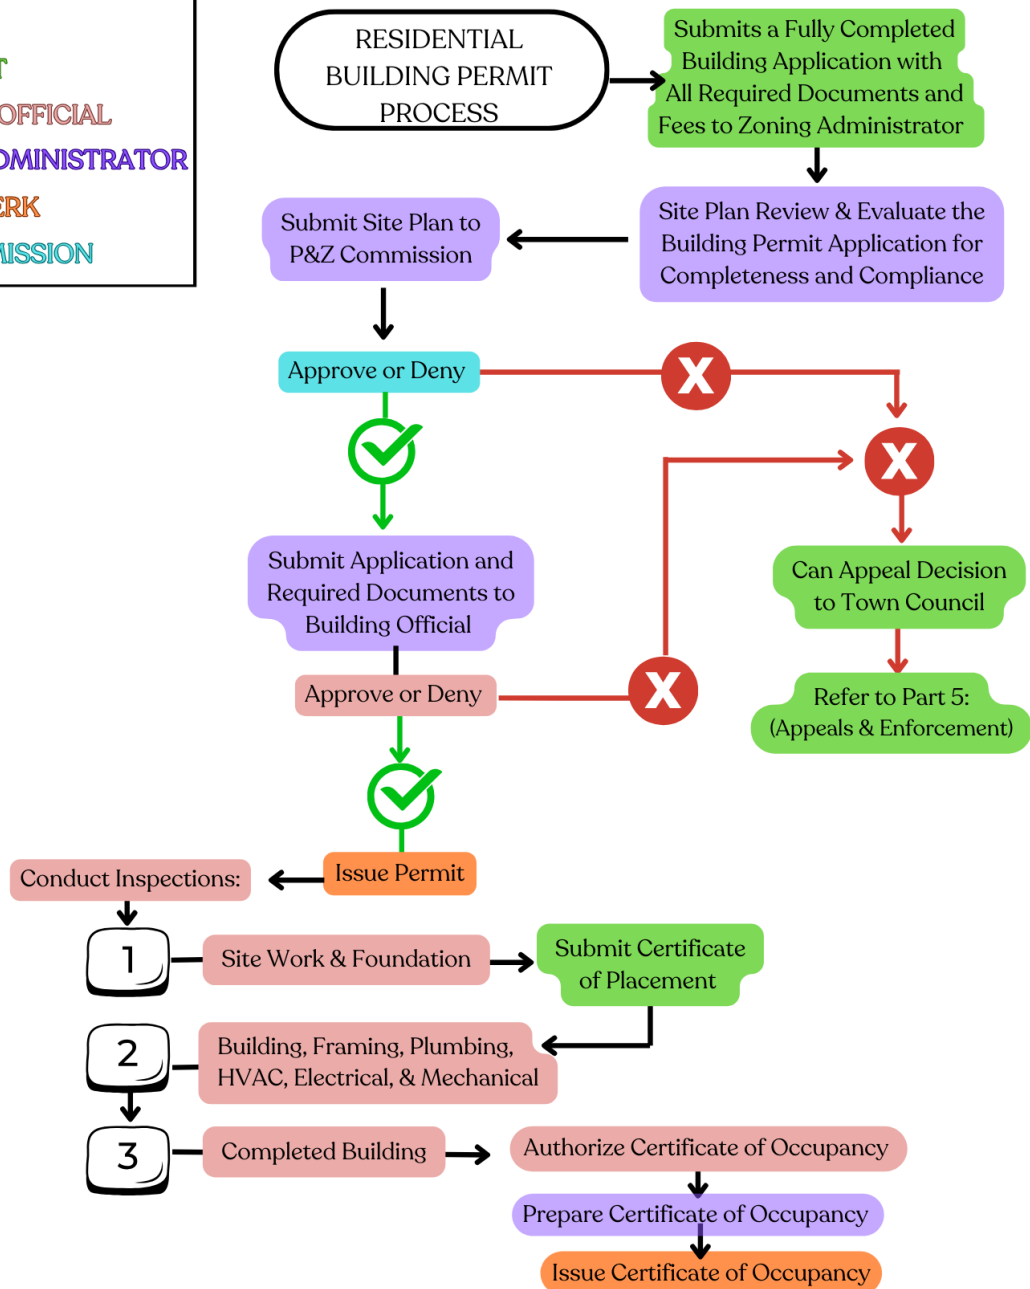 T
OFFICIAL
DMINISTRATOR
ERK
MISSION
RESIDENTIAL
BUILDING PERMIT
PROCESS
Submits a Fully Completed
Building Application with
All Required Documents and
Fees to Zoning Administrator
Submit Site Plan to
P&Z Commission
Site Plan Review & Evaluate the
Building Permit Application for
Completeness and Compliance
Approve or Deny
X
X
Submit Application and
Required Documents to
Building Official
Can Appeal Decision
to Town Council
Approve or Deny
X
Refer to Part 5:
(Appeals & Enforcement)
Issue Permit
Conduct Inspections:
1
Site Work & Foundation
Submit Certificate
of Placement
2
Building, Framing, Plumbing,
HVAC, Electrical, & Mechanical
3
Completed Building
Authorize Certificate of Occupancy
Prepare Certificate of Occupancy
Issue Certificate of Occupancy